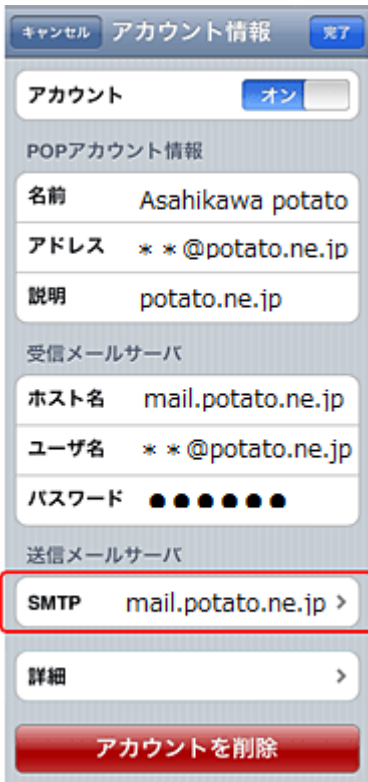 キャンセル アカウント情報 完了
アカウント オン
POPアカウント情報
名前 Asahikawa potato
アドレス ＊＊@potato.ne.jp
説明 potato.ne.jp
受信メールサーバ
ホスト名 mail.potato.ne.jp
ユーザ名 ＊＊@potato.ne.jp
パスワード ●●●●●●
送信メールサーバ
SMTP mail.potato.ne.jp >
詳細 >
アカウントを削除